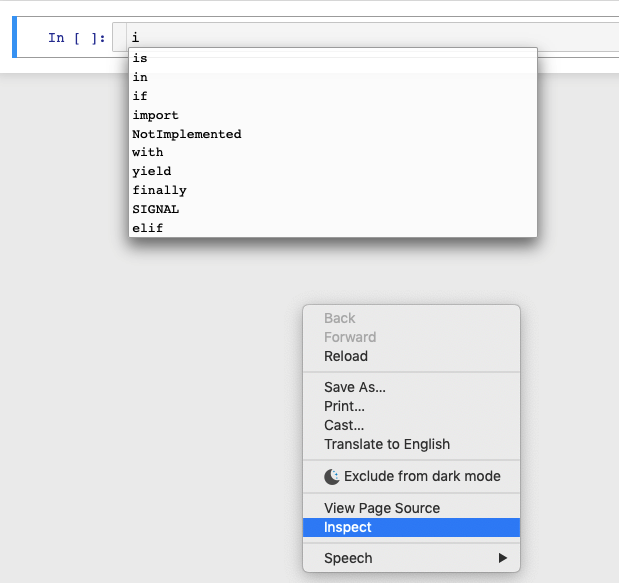 In [ ]: i
is
in
if
import
NotImplemented
with
yield
finally
SIGNAL
elif
Back
Forward
Reload
Save As...
Print...
Cast...
Translate to English
Exclude from dark mode
View Page Source
Inspect
Speech